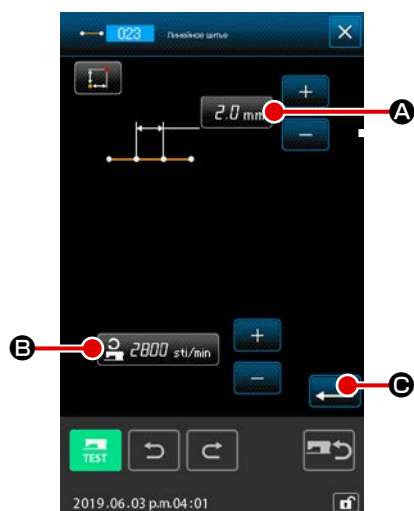 023 Линейное шитье
2.0 mm
A
B
2800 sti/min
C
TEST
2019.06.03 p.m.04:01